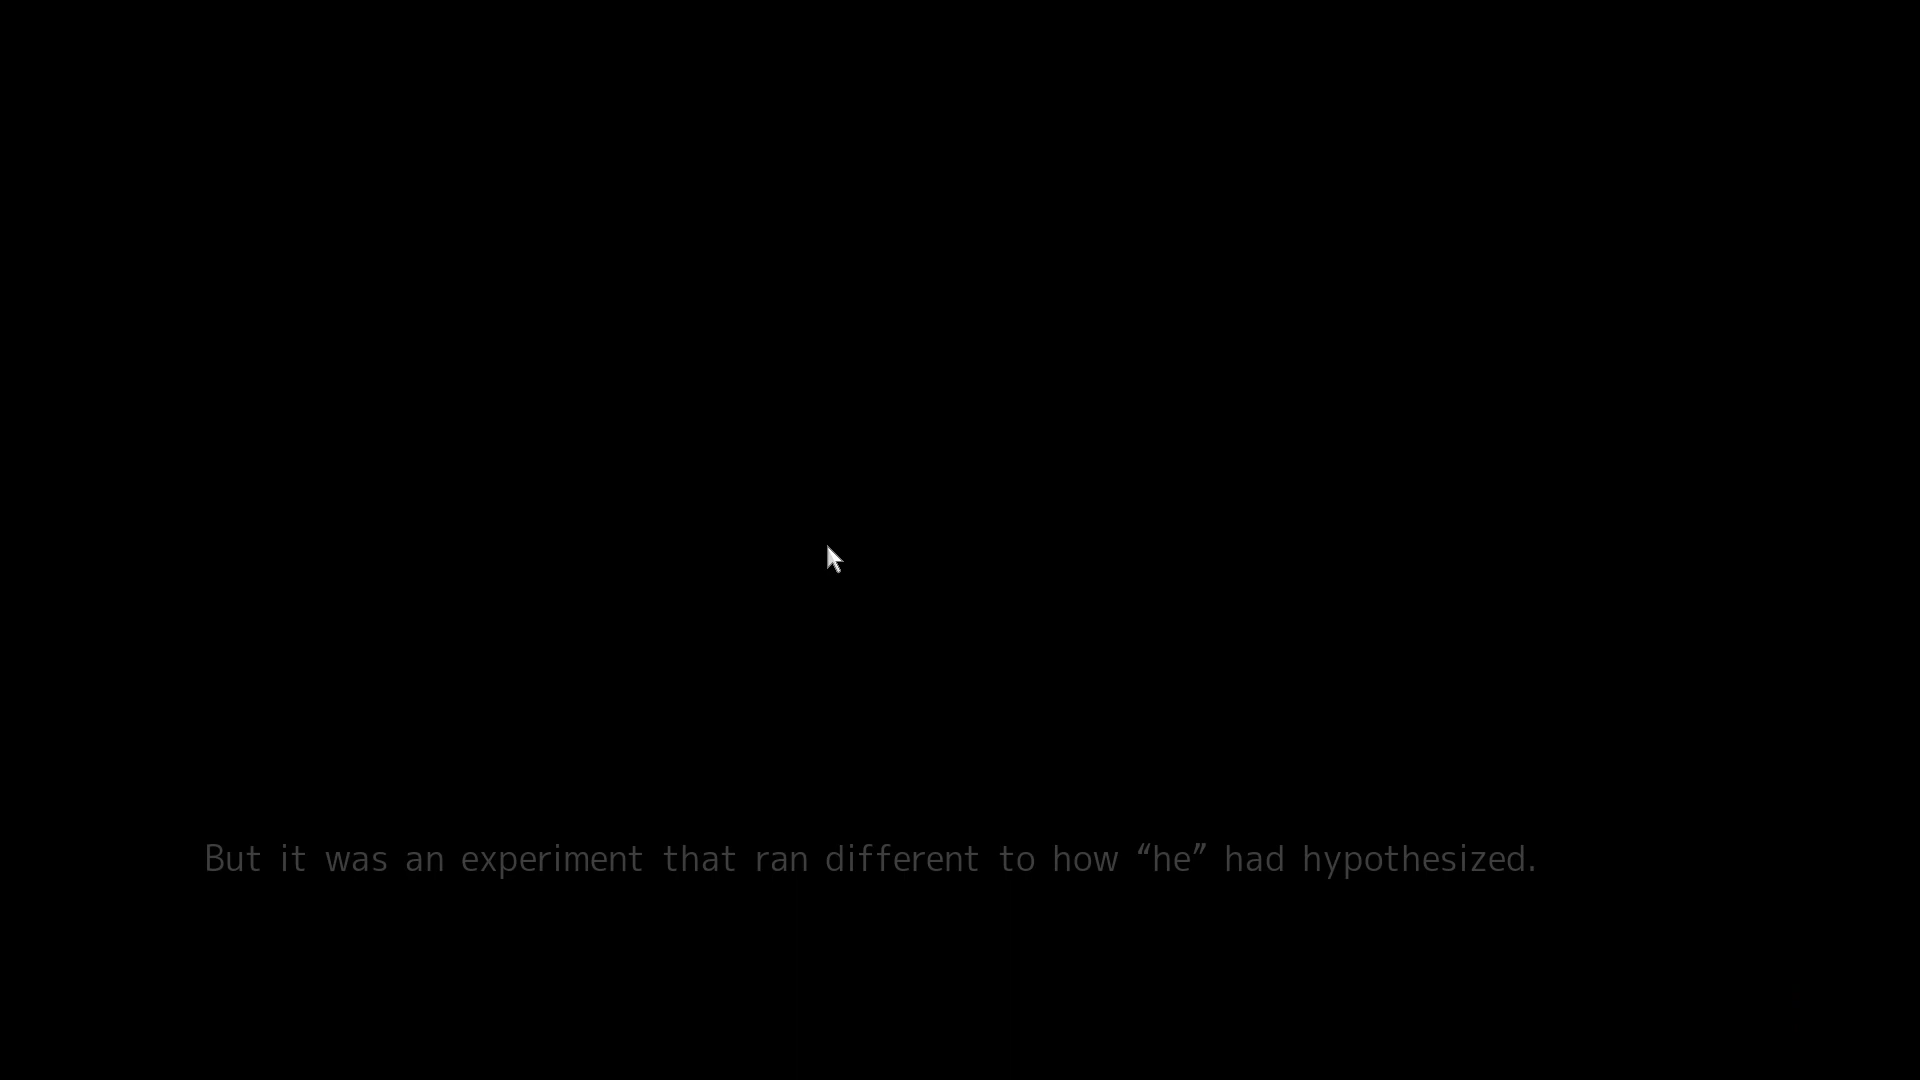 But it was an experiment that ran different to how “he” had hypothesized.